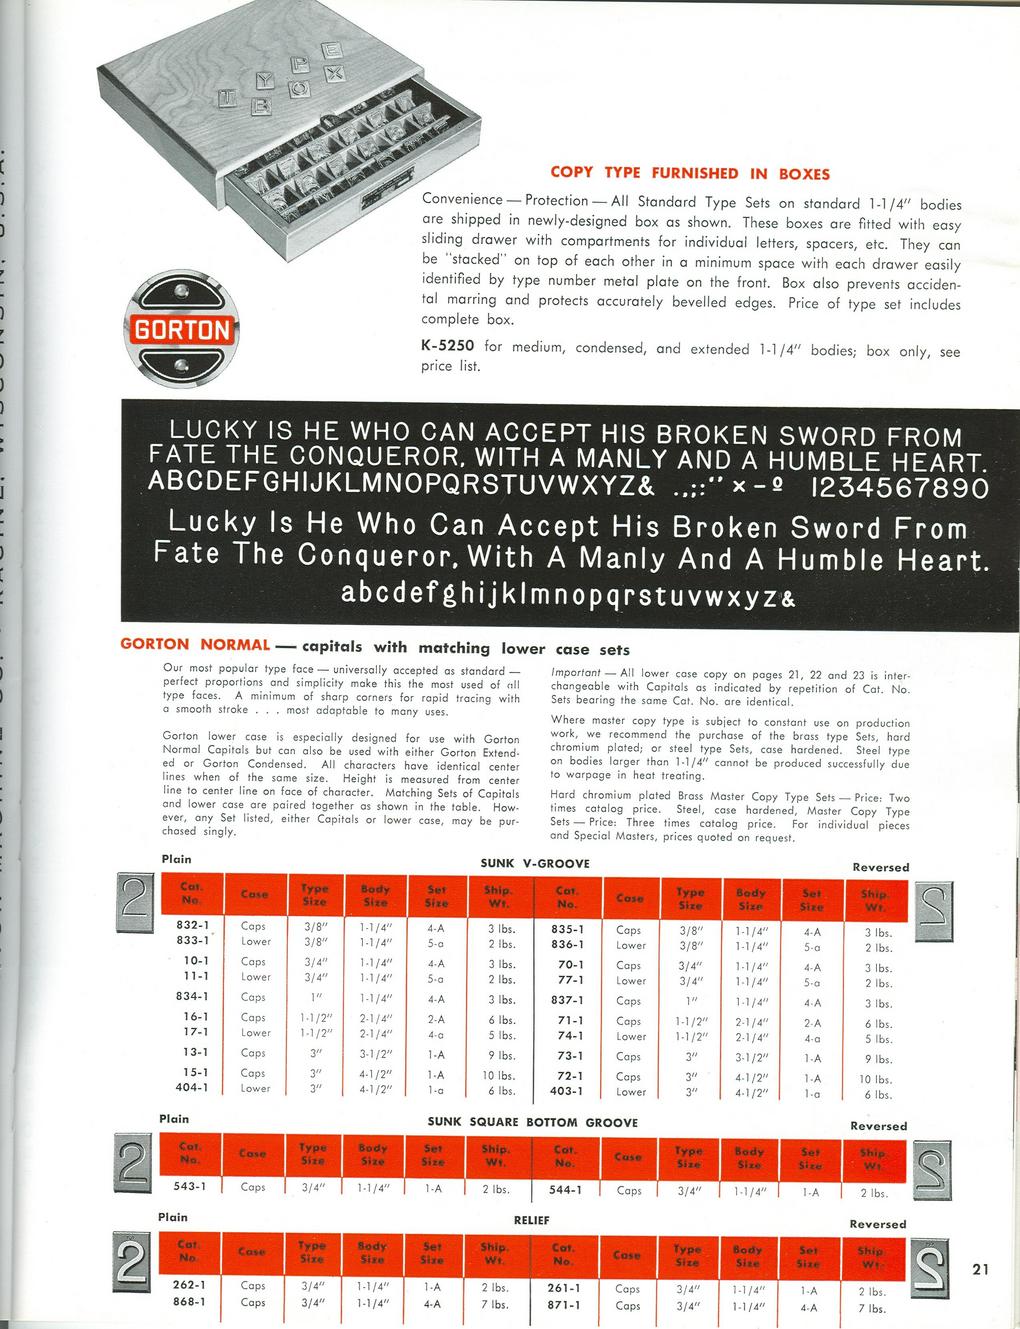 TYPE
BOX
COPY TYPE FURNISHED IN BOXES
Convenience — Protection — All Standard Type Sets on standard 1-1/4" bodies
are shipped in newly-designed box as shown. These boxes are fitted with easy
sliding drawer with compartments for individual letters, spacers, etc. They can
be "stacked" on top of each other in a minimum space with each drawer easily
identified by type number metal plate on the front. Box also prevents acciden-
tal marring and protects accurately bevelled edges. Price of type set includes
complete box.
K-5250 for medium, condensed, and extended 1-1/4" bodies; box only, see
price list.
GORTON
LUCKY IS HE WHO CAN ACCEPT HIS BROKEN SWORD FROM
FATE THE CONQUEROR, WITH A MANLY AND A HUMBLE HEART.
ABCDEFGHIJKLMNOPQRSTUVWXYZ& .,;:" x – º 1234567890
Lucky Is He Who Can Accept His Broken Sword From
Fate The Conqueror, With A Manly And A Humble Heart.
abcdefghijklmnopqrstuvwxyz&
GORTON NORMAL — capitals with matching lower case sets
Our most popular type face — universally accepted as standard —
perfect proportions and simplicity make this the most used of all
type faces. A minimum of sharp corners for rapid tracing with
a smooth stroke . . . most adaptable to many uses.
Gorton lower case is especially designed for use with Gorton
Normal Capitals but can also be used with either Gorton Extend-
ed or Gorton Condensed. All characters have identical center
lines when of the same size. Height is measured from center
line to center line on face of character. Matching Sets of Capitals
and lower case are paired together as shown in the table. How-
ever, any Set listed, either Capitals or lower case, may be pur-
chased singly.
Important — All lower case copy on pages 21, 22 and 23 is inter-
changeable with Capitals as indicated by repetition of Cat. No.
Sets bearing the same Cat. No. are identical.
Where master copy type is subject to constant use on production
work, we recommend the purchase of the brass type Sets, hard
chromium plated; or steel type Sets, case hardened. Steel type
on bodies larger than 1-1/4" cannot be produced successfully due
to warpage in heat treating.
Hard chromium plated Brass Master Copy Type Sets — Price: Two
times catalog price. Steel, case hardened, Master Copy Type
Sets — Price: Three times catalog price. For individual pieces
and Special Masters, prices quoted on request.
Plain SUNK V-GROOVE Reversed
2 2
Cat. No. Case Type Size Body Size Set Size Ship. Wt. Cat. No. Case Type Size Body Size Set Size Ship. Wt.
832-1 Caps 3/8" 1-1/4" 4-A 3 lbs. 835-1 Caps 3/8" 1-1/4" 4-A 3 lbs.
833-1 Lower 3/8" 1-1/4" 5-a 2 lbs. 836-1 Lower 3/8" 1-1/4" 5-a 2 lbs.
10-1 Caps 3/4" 1-1/4" 4-A 3 lbs. 70-1 Caps 3/4" 1-1/4" 4-A 3 lbs.
11-1 Lower 3/4" 1-1/4" 5-a 2 lbs. 77-1 Lower 3/4" 1-1/4" 5-a 2 lbs.
834-1 Caps 1" 1-1/4" 4-A 3 lbs. 837-1 Caps 1" 1-1/4" 4-A 3 lbs.
16-1 Caps 1-1/2" 2-1/4" 2-A 6 lbs. 71-1 Caps 1-1/2" 2-1/4" 2-A 6 lbs.
17-1 Lower 1-1/2" 2-1/4" 4-a 5 lbs. 74-1 Lower 1-1/2" 2-1/4" 4-a 5 lbs.
13-1 Caps 3" 3-1/2" 1-A 9 lbs. 73-1 Caps 3" 3-1/2" 1-A 9 lbs.
15-1 Caps 3" 4-1/2" 1-A 10 lbs. 72-1 Caps 3" 4-1/2" 1-A 10 lbs.
404-1 Lower 3" 4-1/2" 1-a 6 lbs. 403-1 Lower 3" 4-1/2" 1-a 6 lbs.
Plain SUNK SQUARE BOTTOM GROOVE Reversed
2 2
Cat. No. Case Type Size Body Size Set Size Ship. Wt. Cat. No. Case Type Size Body Size Set Size Ship. Wt.
543-1 Caps 3/4" 1-1/4" 1-A 2 lbs. 544-1 Caps 3/4" 1-1/4" 1-A 2 lbs.
Plain RELIEF Reversed
2 2
Cat. No. Case Type Size Body Size Set Size Ship. Wt. Cat. No. Case Type Size Body Size Set Size Ship. Wt.
262-1 Caps 3/4" 1-1/4" 1-A 2 lbs. 261-1 Caps 3/4" 1-1/4" 1-A 2 lbs.
868-1 Caps 3/4" 1-1/4" 4-A 7 lbs. 871-1 Caps 3/4" 1-1/4" 4-A 7 lbs.
21